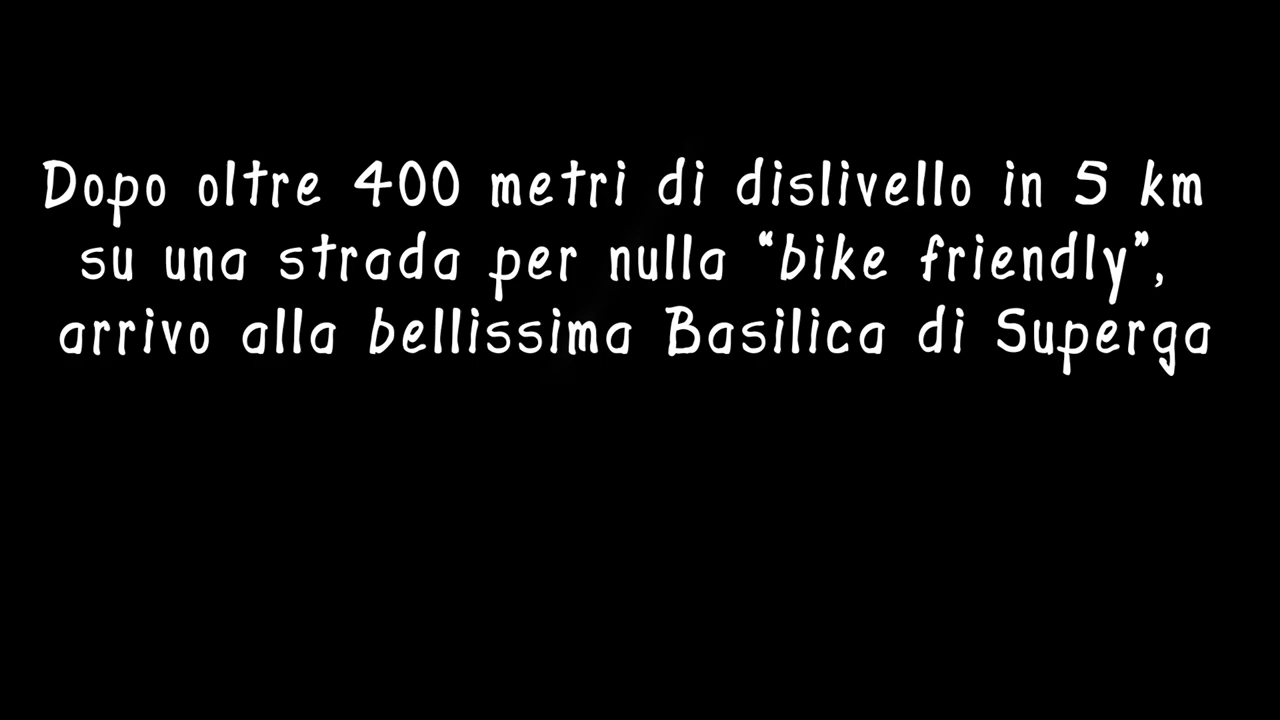 Dopo oltre 400 metri di dislivello in 5 km
su una strada per nulla “bike friendly”,
arrivo alla bellissima Basilica di Superga